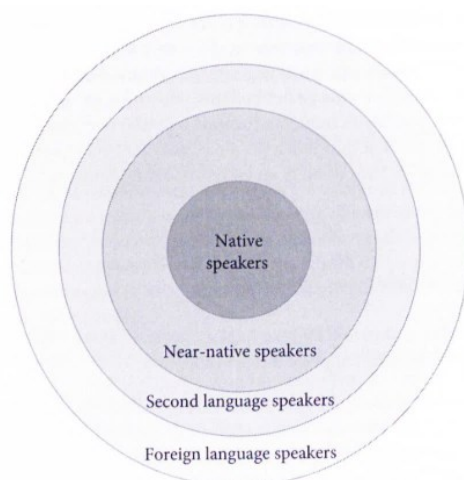 Native
speakers
Near-native speakers
Second language speakers
Foreign language speakers